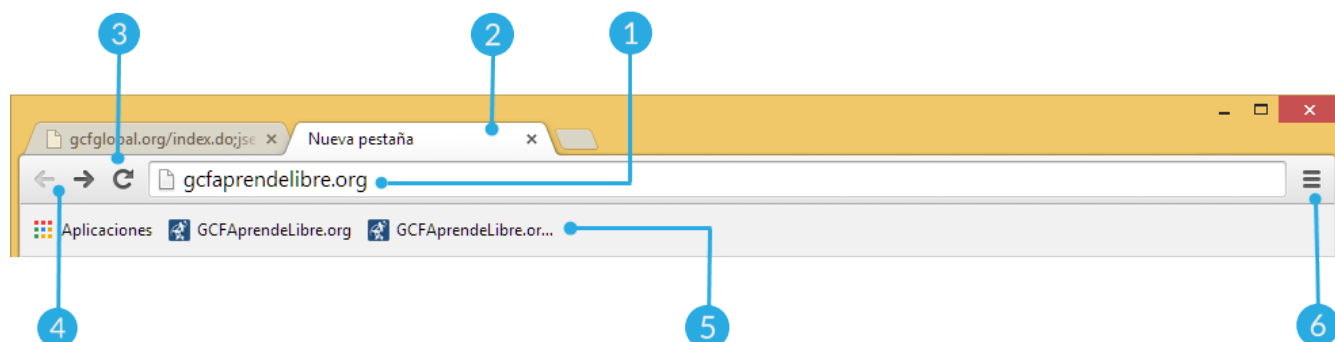 3 2 1
gcfglobal.org/index.do;jse Nueva pestaña
gcfaprendelibre.org
Aplicaciones GCFAprendeLibre.org GCFAprendeLibre.or...
4 5 6